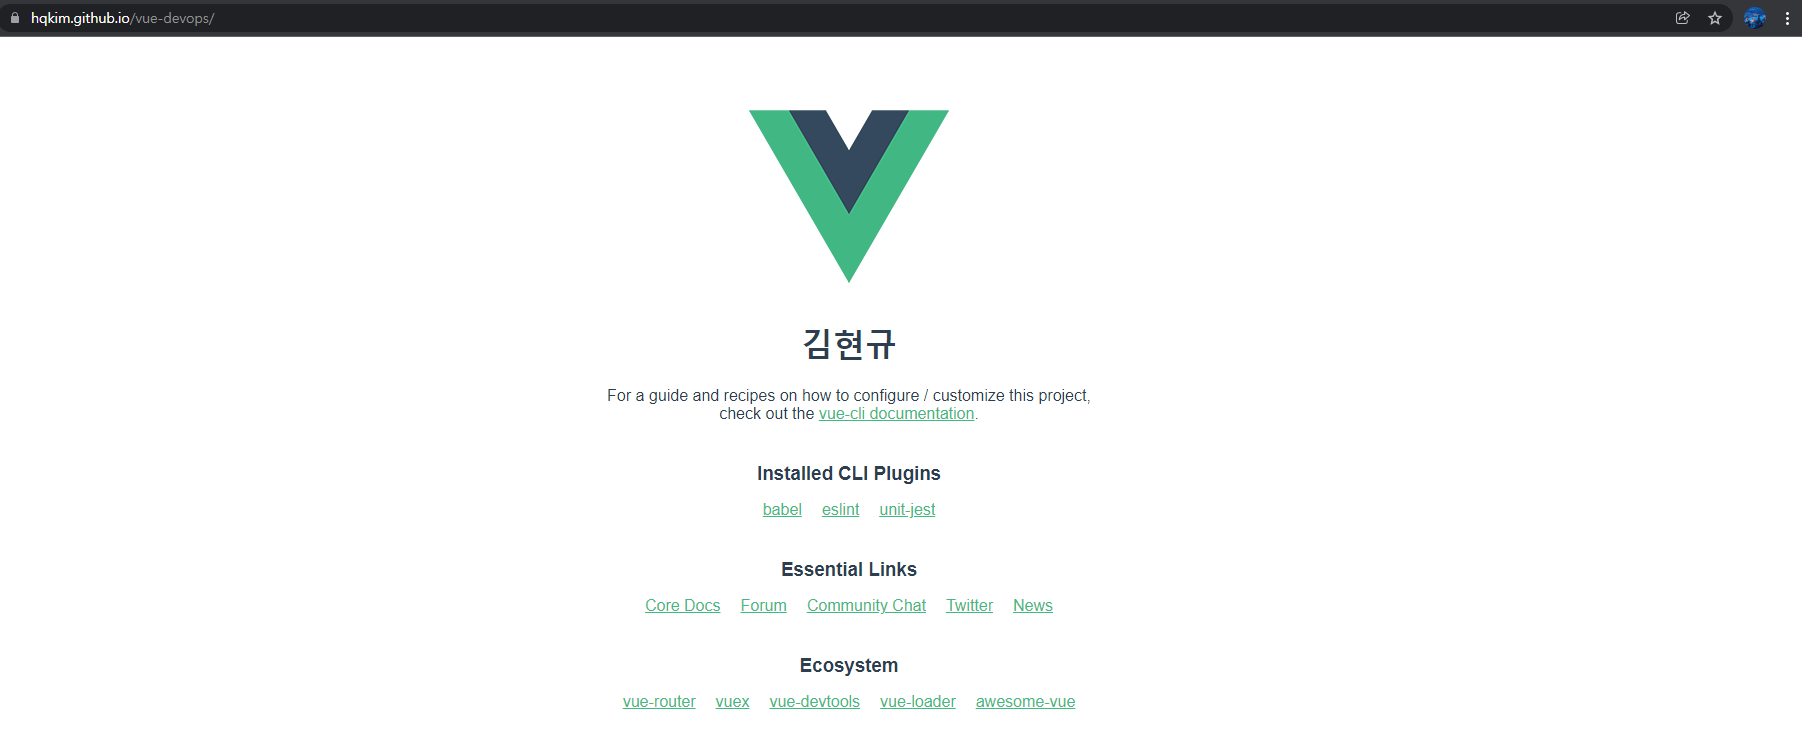 hqkim.github.io/vue-devops/
김현규
For a guide and recipes on how to configure / customize this project,
check out the vue-cli documentation.
Installed CLI Plugins
babel eslint unit-jest
Essential Links
Core Docs Forum Community Chat Twitter News
Ecosystem
vue-router vuex vue-devtools vue-loader awesome-vue